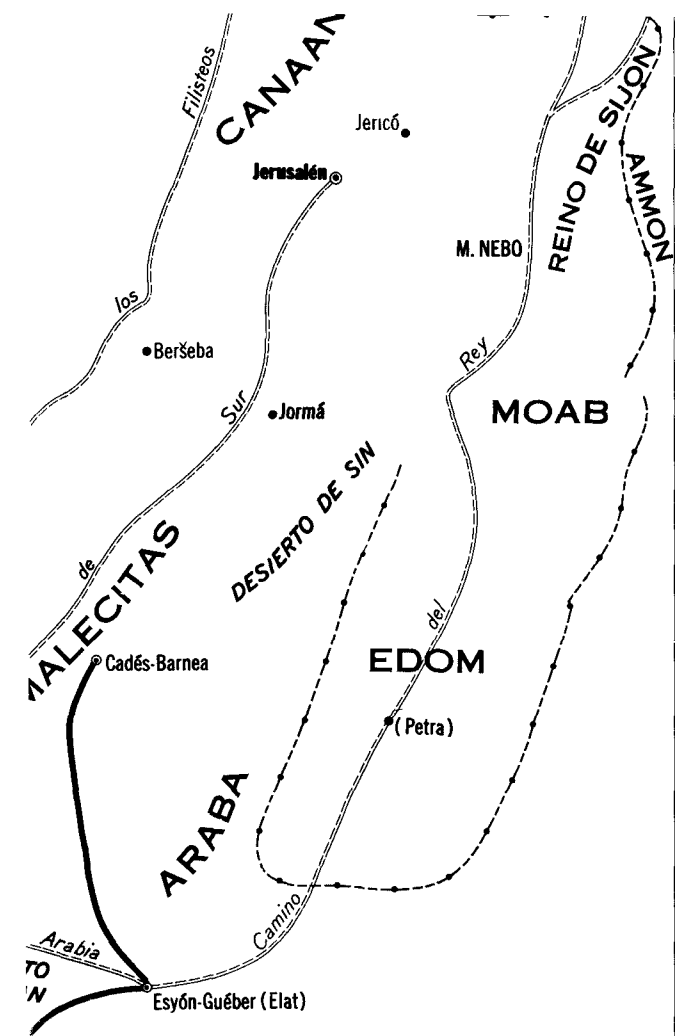 Filisteos
CANAAN
Jericó
Jerusalén
REINO DE SIJON
AMMON
M. NEBO
los
Beršeba
Rey
Sur
Jormá
MOAB
DESIERTO DE SIN
de
MALECITAS
del
Cadés-Barnea
EDOM
(Petra)
ARABA
Camino
Arabia
TO
N
Esyón-Guéber (Elat)